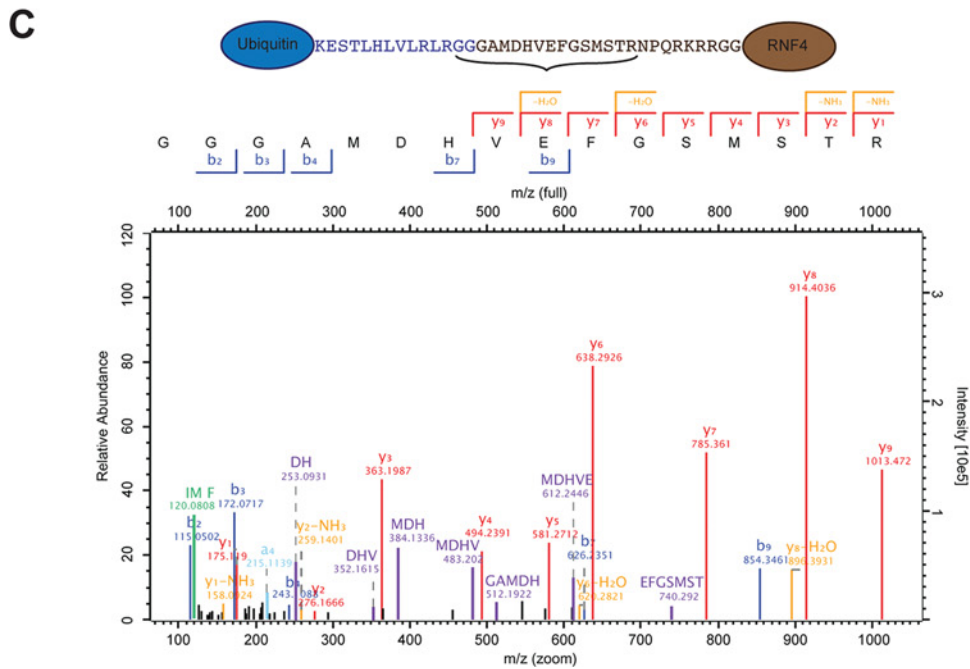 C
Ubiquitin KESTLHLVLRLRGGGAMDHVEFGSMSTRNPQRKRRGG RNF4
-H₂O -H₂O -NH₃ -NH₃
y₉ y₈ y₇ y₆ y₅ y₄ y₃ y₂ y₁
G G G A M D H V E F G S M S T R
b₂ b₃ b₄ b₇ b₉
m/z (full)
100 200 300 400 500 600 700 800 900 1000
120
100
80
60
40
20
0
Relative Abundance
3
2
1
Intensity [10e5]
y₈
914.4036
y₆
638.2926
y₇
785.361
y₉
1013.472
y₃
363.1987
DH
253.0931
MDHVE
612.2446
IM F
120.0808
b₃
172.0717
b₂
115.0502
y₂-NH₃
259.1401
MDH
384.1336
y₄
494.2391
y₅
581.2712
y₁
175.119
a₄
215.1139
DHV
352.1615
MDHV
483.202
b₇
626.2351
b₉
854.3461
y₈-H₂O
896.3931
y₁-NH₃
158.0924
y₂
276.1666
GAMDH
512.1922
y₆-H₂O
620.2821
EFGSMST
740.292
100 200 300 400 500 600 700 800 900 1000
m/z (zoom)